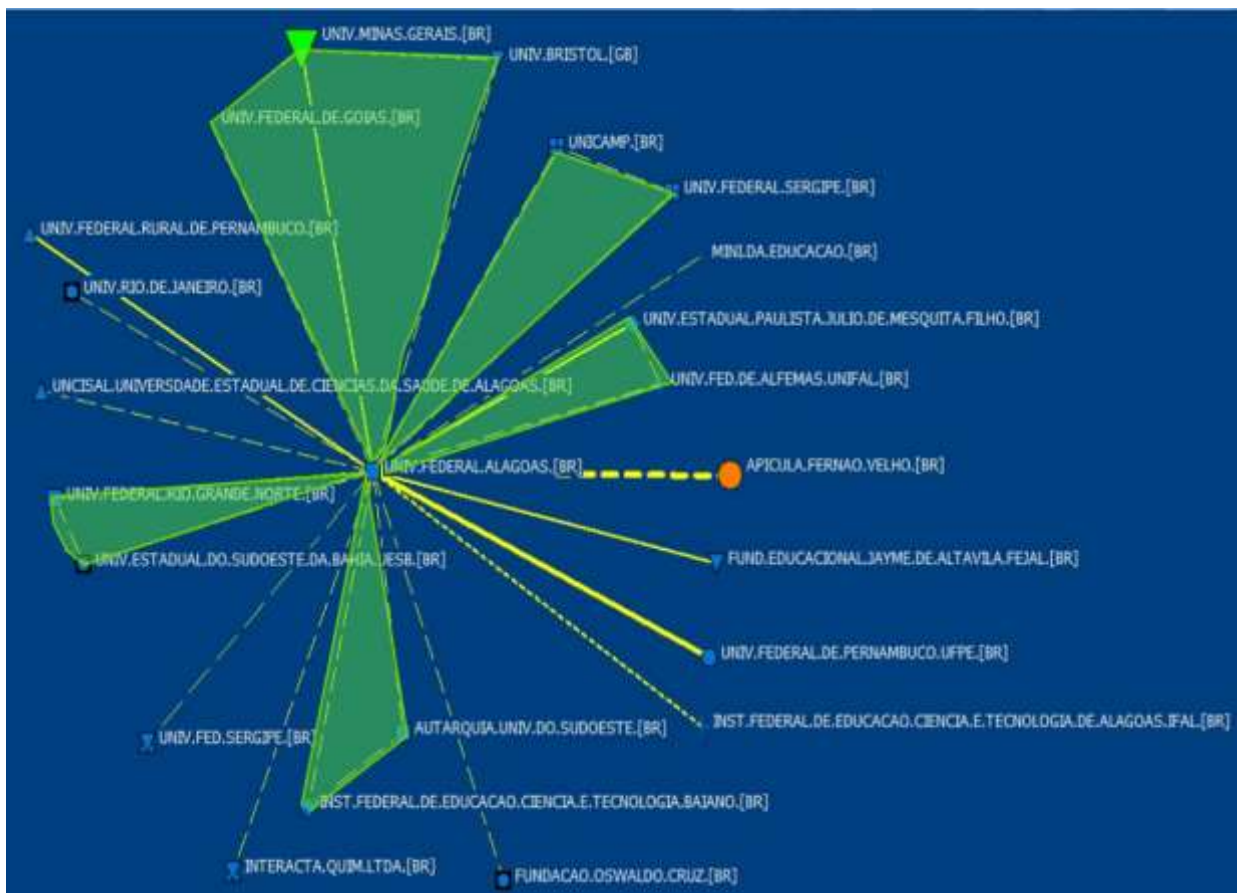 UNIV.MINAS.GERAIS.[BR]
UNIV.BRISTOL.[GB]
UNIV.FEDERAL.DE.GOIAS.[BR]
UNICAMP.[BR]
UNIV.FEDERAL.SERGIPE.[BR]
UNIV.FEDERAL.RURAL.DE.PERNAMBUCO.[BR]
MINI.DA.EDUCACAO.[BR]
UNIV.RIO.DE.JANEIRO.[BR]
UNIV.ESTADUAL.PAULISTA.JULIO.DE.MESQUITA.FILHO.[BR]
UNIV.FED.DE.ALFEMAS.UNIFAL.[BR]
UNCISAL.UNIVERSDADE.ESTADUAL.DE.CIENCIAS.DA.SAODE.DE.ALAGOAS.[BR]
UNIV.FEDERAL.ALAGOAS.[BR]
APICULA.FERNAO.VELHO.[BR]
UNIV.FEDERAL.RIO.GRANDE.NORTE.[BR]
UNIV.ESTADUAL.DO.SUDOESTE.DA.BAHIA.UESB.[BR]
FUND.EDUCACIONAL.JAYME.DE.ALTAVILA.FEJAL.[BR]
UNIV.FEDERAL.DE.PERNAMBUCO.UFPE.[BR]
INST.FEDERAL.DE.EDUCACAO.CIENCIA.E.TECNOLOGIA.DE.ALAGOAS.IFAL.[BR]
AUTARQUIA.UNIV.DO.SUDOESTE.[BR]
UNIV.FED.SERGIPE.[BR]
INST.FEDERAL.DE.EDUCACAO.CIENCIA.E.TECNOLOGIA.BAIANO.[BR]
INTERACTA.QUIM.LTDA.[BR]
FUNDACAO.OSWALDO.CRUZ.[BR]